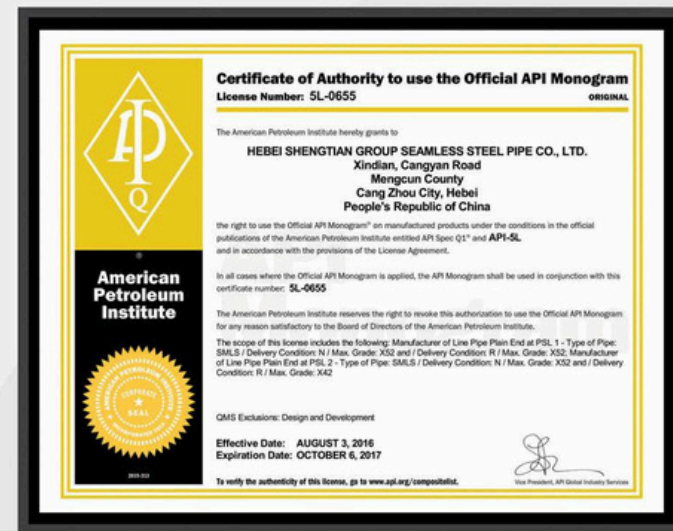 API
Q
®
American
Petroleum
Institute
AMERICAN PETROLEUM INSTITUTE
CORPORATE
SEAL
Certificate of Authority to use the Official API Monogram
License Number: 5L-0655
ORIGINAL
The American Petroleum Institute hereby grants to
HEBEI SHENGTIAN GROUP SEAMLESS STEEL PIPE CO., LTD.
Xindian, Cangyan Road
Mengcun County
Cang Zhou City, Hebei
People's Republic of China
the right to use the Official API Monogram® on manufactured products under the conditions in the official
publications of the American Petroleum Institute entitled API Spec Q1® and API-5L
and in accordance with the provisions of the License Agreement.
In all cases where the Official API Monogram is applied, the API Monogram shall be used in conjunction with this
certificate number: 5L-0655
The American Petroleum Institute reserves the right to revoke this authorization to use the Official API Monogram
for any reason satisfactory to the Board of Directors of the American Petroleum Institute.
The scope of this license includes the following: Manufacturer of Line Pipe Plain End at PSL 1 - Type of Pipe:
SMLS / Delivery Condition: N / Max. Grade: X52 and / Delivery Condition: R / Max. Grade: X52; Manufacturer
of Line Pipe Plain End at PSL 2 - Type of Pipe: SMLS / Delivery Condition: N / Max. Grade: X52 and / Delivery
Condition: R / Max. Grade: X42
QMS Exclusions: Design and Development
Effective Date: AUGUST 3, 2016
Expiration Date: OCTOBER 6, 2017
To verify the authenticity of this license, go to www.api.org/compositelist.
Vice President, API Global Industry Services